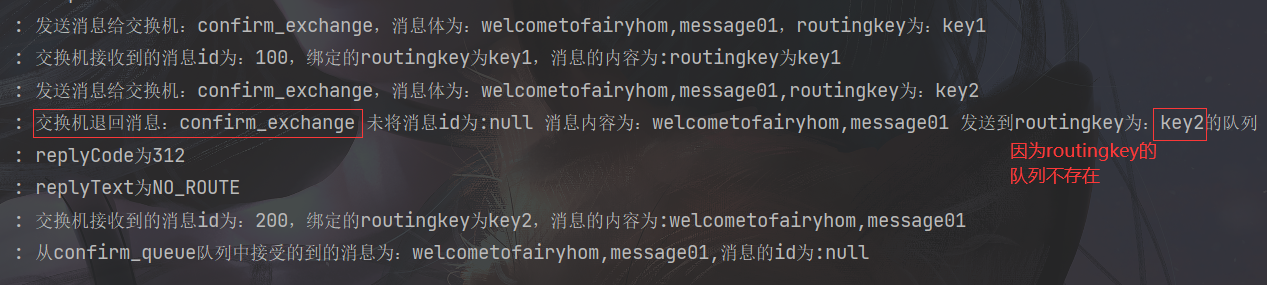 : 发送消息给交换机：confirm_exchange，消息体为：welcometofairyhom,message01，routingkey为：key1
: 交换机接收到的消息id为：100，绑定的routingkey为key1，消息的内容为:routingkey为key1
: 发送消息给交换机：confirm_exchange，消息体为：welcometofairyhom,message01,routingkey为：key2
: 交换机退回消息：confirm_exchange 未将消息id为:null 消息内容为：welcometofairyhom,message01 发送到routingkey为：key2的队列
因为routingkey的
队列不存在
: replyCode为312
: replyText为NO_ROUTE
: 交换机接收到的消息id为：200，绑定的routingkey为key2，消息的内容为:welcometofairyhom,message01
: 从confirm_queue队列中接受的到的消息为：welcometofairyhom,message01,消息的id为:null